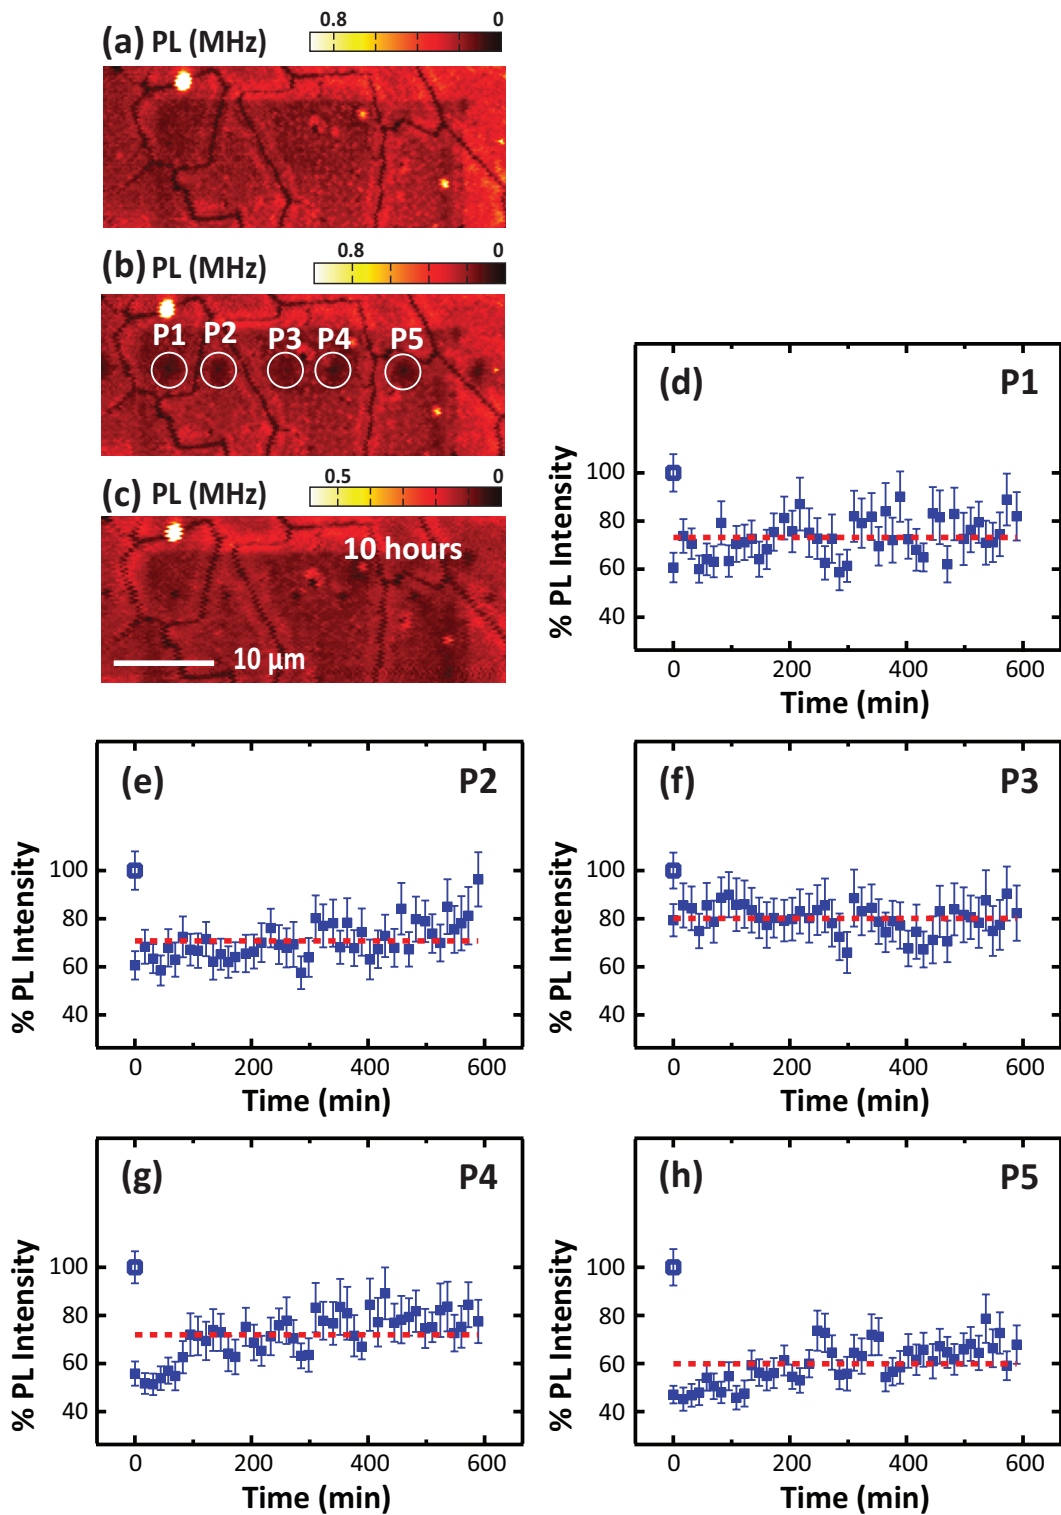 (a) PL (MHz) 0.8 0
(b) PL (MHz) 0.8 0
P1 P2 P3 P4 P5
(c) PL (MHz) 0.5 0
10 hours
10 μm
(d) P1
% PL Intensity
100
80
60
40
0 200 400 600
Time (min)
(e) P2
% PL Intensity
100
80
60
40
0 200 400 600
Time (min)
(f) P3
% PL Intensity
100
80
60
40
0 200 400 600
Time (min)
(g) P4
% PL Intensity
100
80
60
40
0 200 400 600
Time (min)
(h) P5
% PL Intensity
100
80
60
40
0 200 400 600
Time (min)